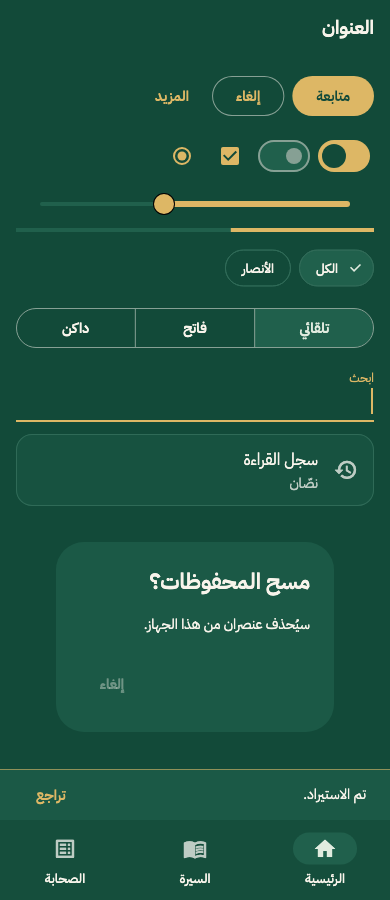 العنوان
متابعة
إلغاء
المزيد
الكل
الأنصار
تلقائي
فاتح
داكن
ابحث
سجل القراءة
نصّان
مسح المحفوظات؟
سيُحذف عنصران من هذا الجهاز.
إلغاء
تم الاستيراد.
تراجع
الرئيسية
السيرة
الصحابة